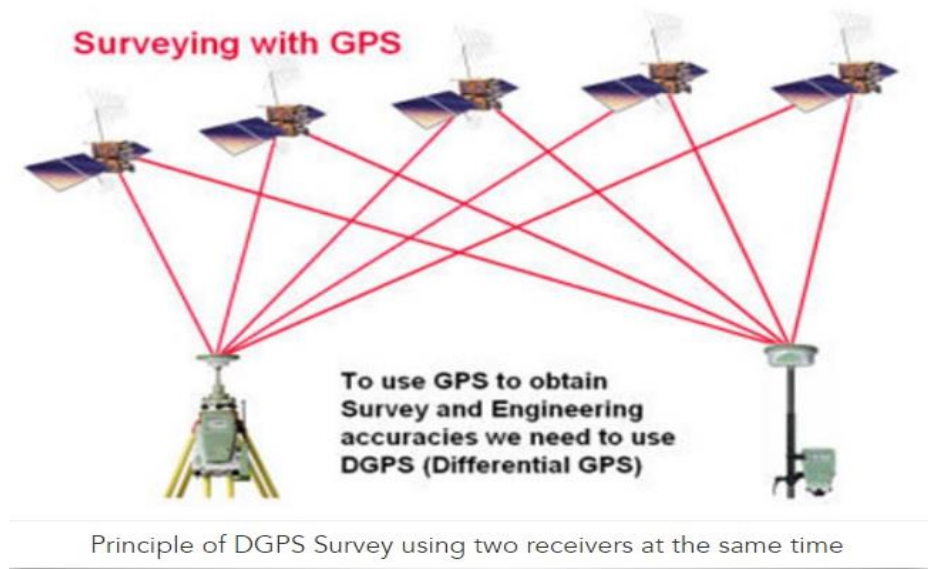 Surveying with GPS
To use GPS to obtain
Survey and Engineering
accuracies we need to use
DGPS (Differential GPS)
Principle of DGPS Survey using two receivers at the same time